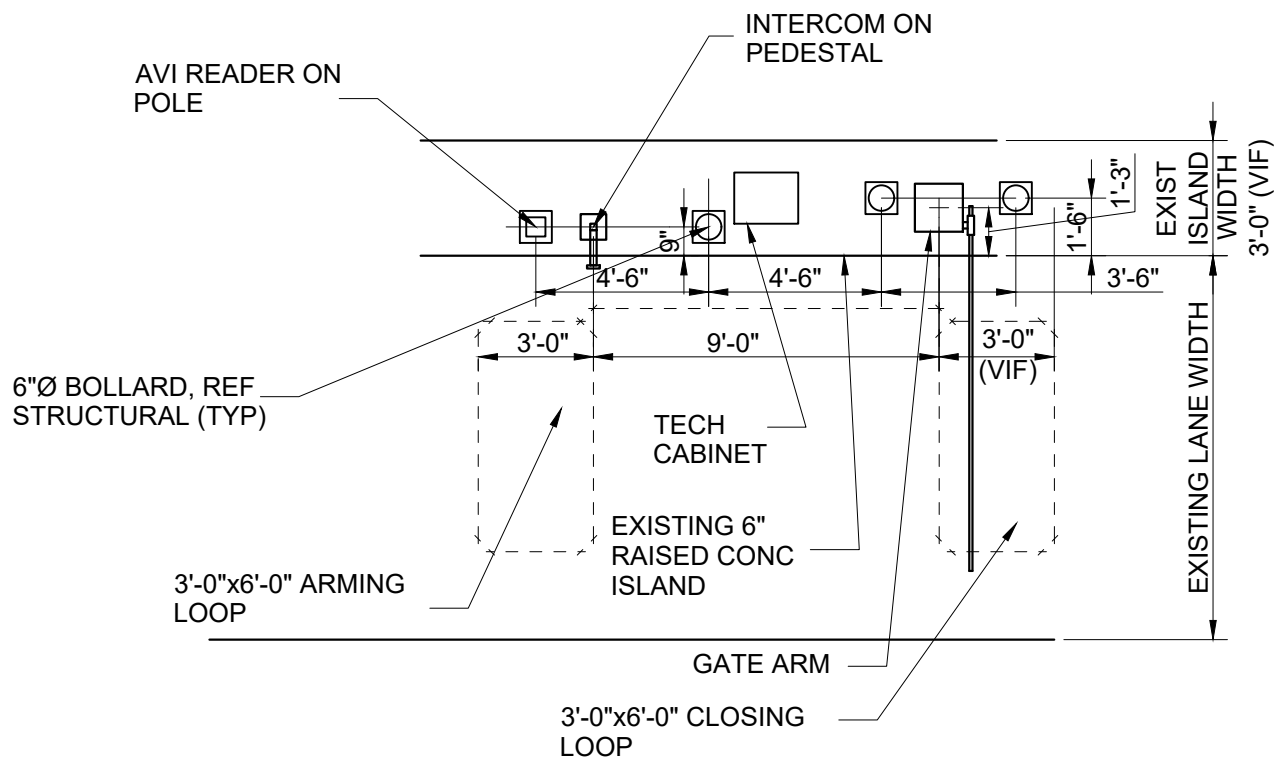 INTERCOM ON
PEDESTAL
AVI READER ON
POLE
EXIST
ISLAND
WIDTH
3'-0" (VIF)
1'-3"
1'-6"
9"
4'-6"
4'-6"
3'-6"
3'-0"
9'-0"
3'-0"
(VIF)
6"Ø BOLLARD, REF
STRUCTURAL (TYP)
TECH
CABINET
EXISTING LANE WIDTH
EXISTING 6"
RAISED CONC
ISLAND
3'-0"x6'-0" ARMING
LOOP
GATE ARM
3'-0"x6'-0" CLOSING
LOOP